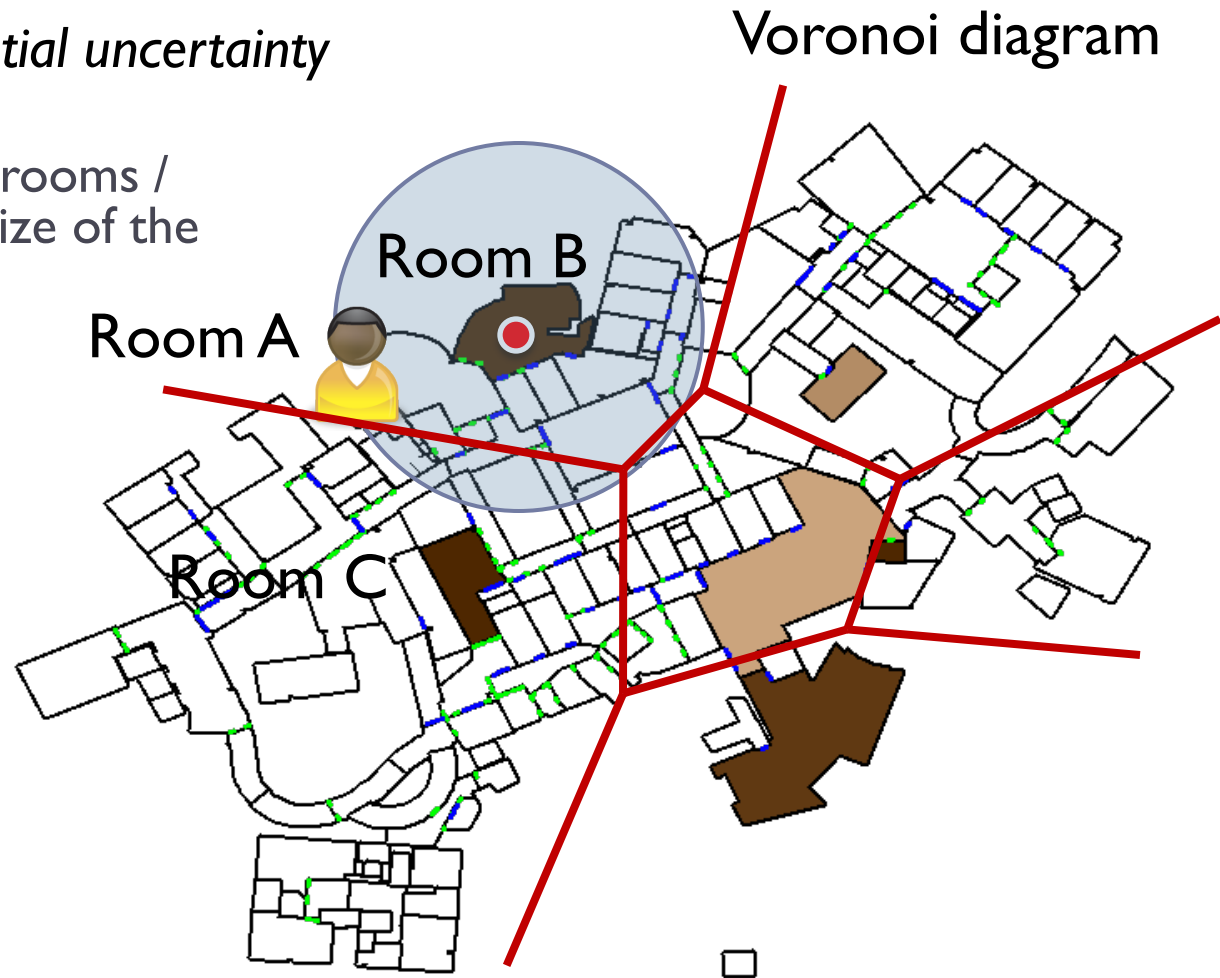 tial uncertainty
Voronoi diagram
rooms /
ize of the
Room B
Room A
Room C